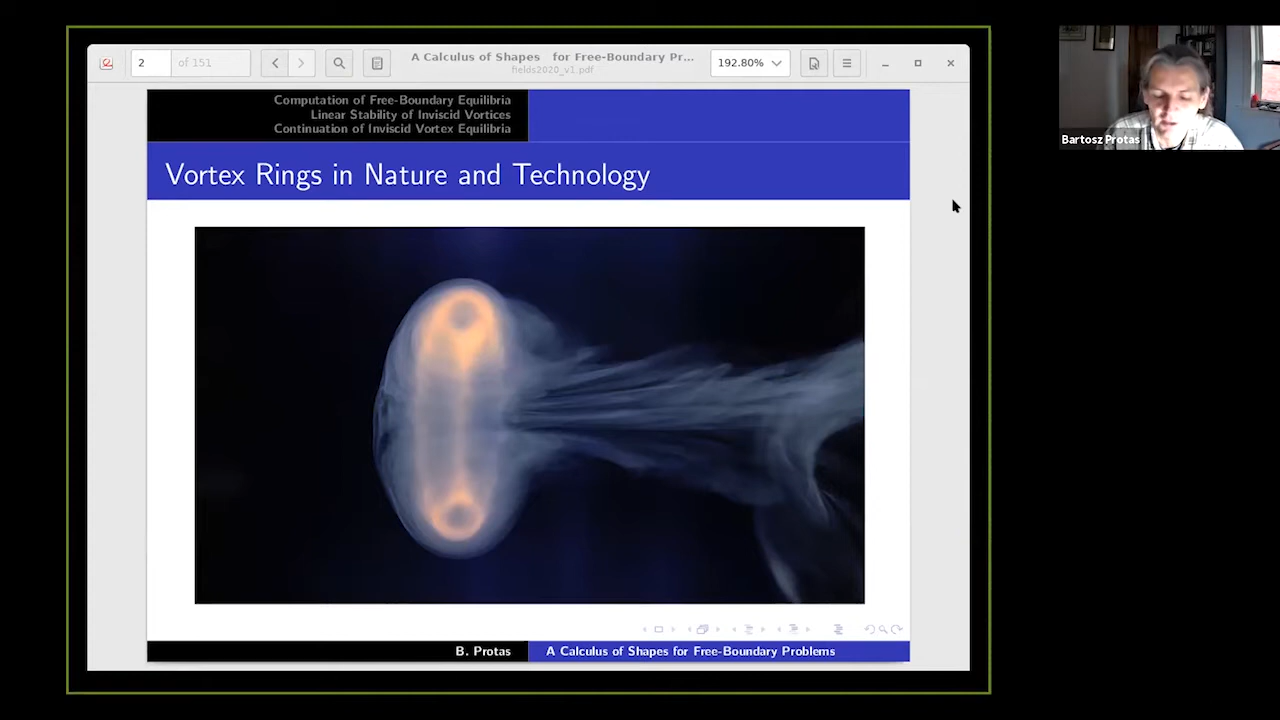 2
of 151
A Calculus of Shapes for Free-Boundary Pr...
fields2020_v1.pdf
192.80%
Computation of Free-Boundary Equilibria
Linear Stability of Inviscid Vortices
Continuation of Inviscid Vortex Equilibria
Vortex Rings in Nature and Technology
B. Protas
A Calculus of Shapes for Free-Boundary Problems
Bartosz Protas